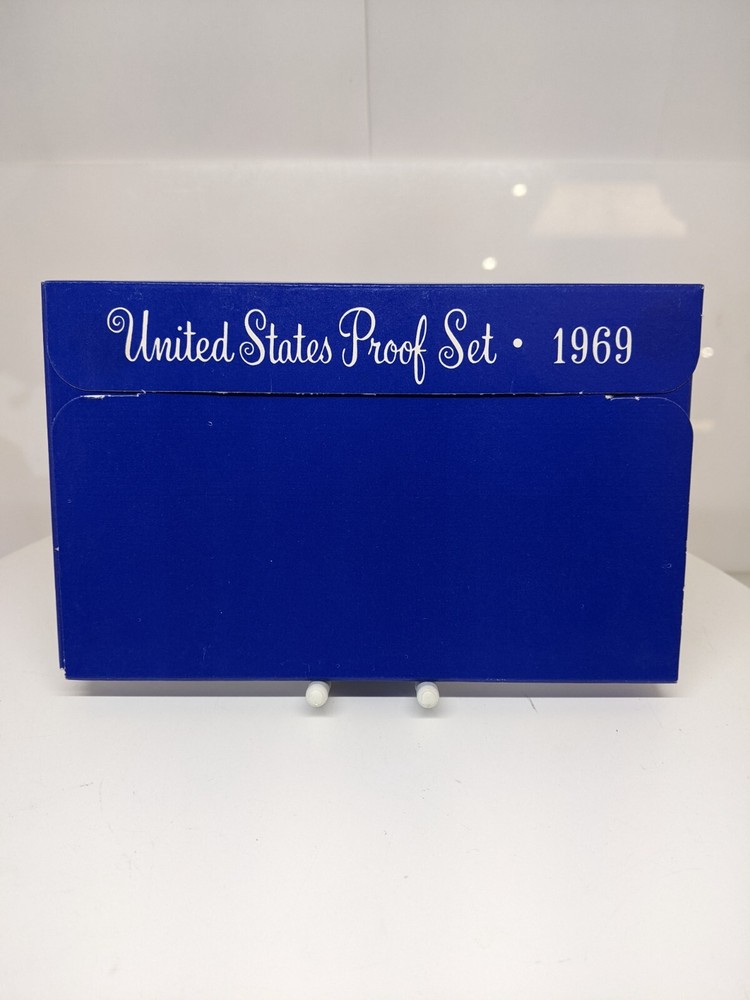 United States Proof Set • 1969